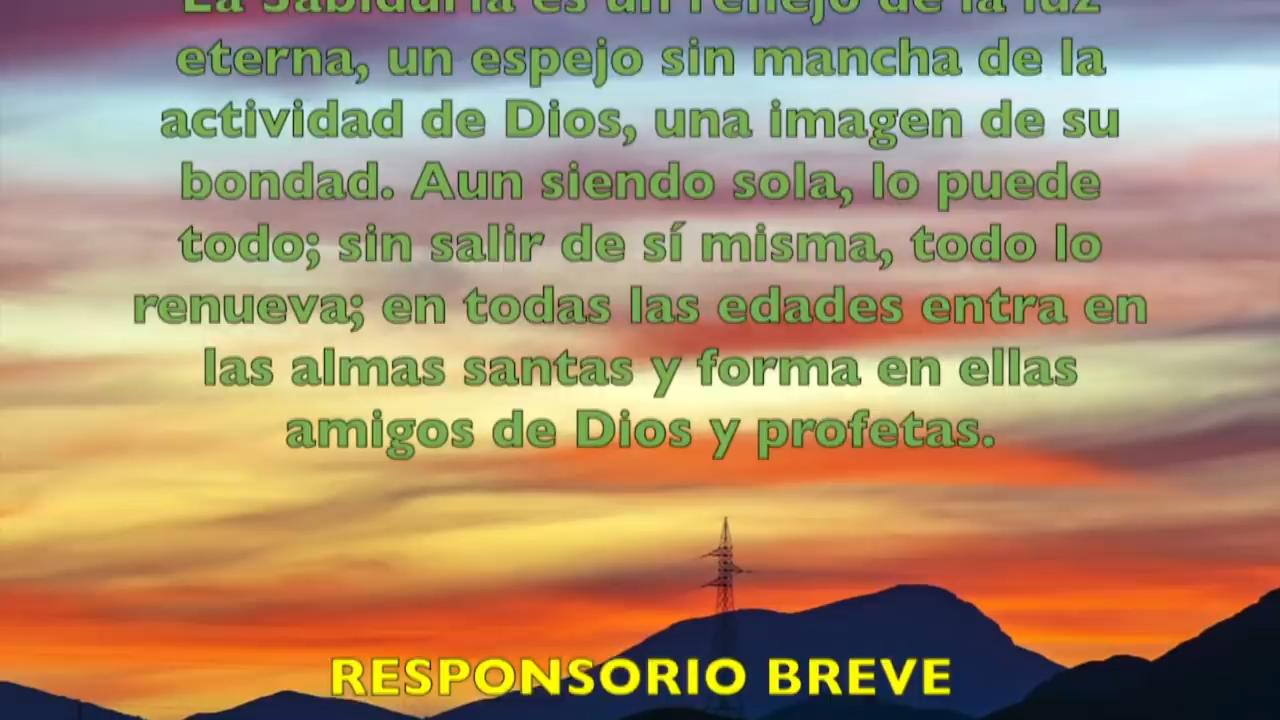 La Sabiduría es un reflejo de la luz
eterna, un espejo sin mancha de la
actividad de Dios, una imagen de su
bondad. Aun siendo sola, lo puede
todo; sin salir de sí misma, todo lo
renueva; en todas las edades entra en
las almas santas y forma en ellas
amigos de Dios y profetas.
RESPONSORIO BREVE